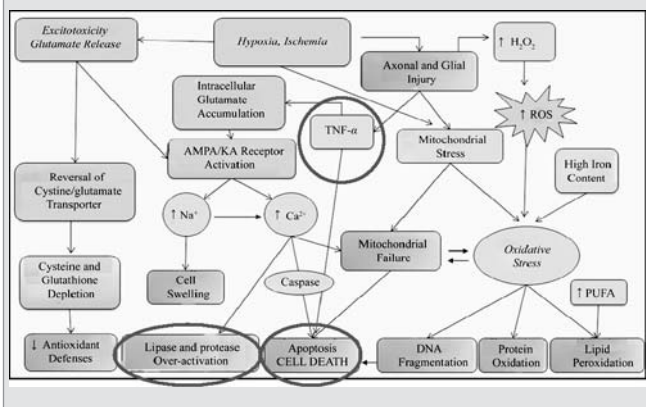 Excitotoxicity
Glutamate Release
Hypoxia, Ischemia
↑ H₂O₂
Axonal and Glial
Injury
Intracellular
Glutamate
Accumulation
TNF-α
↑ ROS
AMPA/KA Receptor
Activation
Mitochondrial
Stress
High Iron
Content
Reversal of
Cystine/glutamate
Transporter
↑ Na⁺
↑ Ca²⁺
Mitochondrial
Failure
Oxidative
Stress
Cysteine and
Glutathione
Depletion
Cell
Swelling
Caspase
↑ PUFA
↓ Antioxidant
Defenses
Lipase and protease
Over-activation
Apoptosis
CELL DEATH
DNA
Fragmentation
Protein
Oxidation
Lipid
Peroxidation